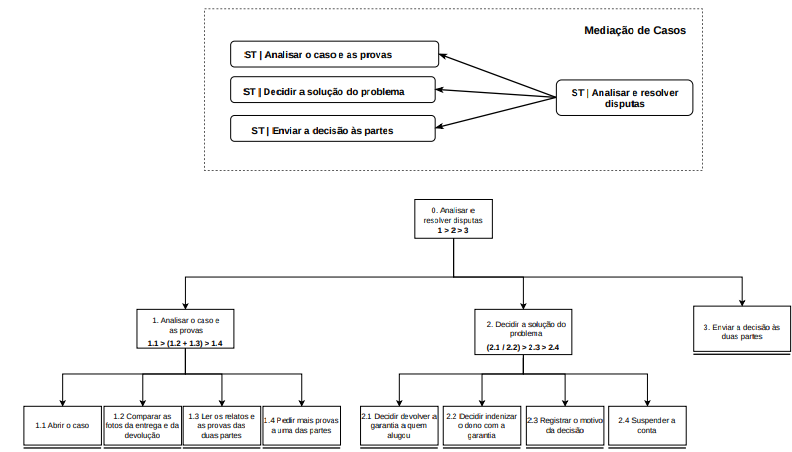 Mediação de Casos
ST | Analisar o caso e as provas
ST | Decidir a solução do problema
ST | Enviar a decisão às partes
ST | Analisar e resolver
disputas
0. Analisar e
resolver disputas
1 > 2 > 3
1. Analisar o caso e
as provas
1.1 > (1.2 + 1.3) > 1.4
2. Decidir a solução do
problema
(2.1 / 2.2) > 2.3 > 2.4
3. Enviar a decisão às
duas partes
1.1 Abrir o caso
1.2 Comparar as
fotos da entrega e da
devolução
1.3 Ler os relatos e
as provas das
duas partes
1.4 Pedir mais provas
a uma das partes
2.1 Decidir devolver a
garantia a quem
alugou
2.2 Decidir indenizar
o dono com a
garantia
2.3 Registrar o motivo
da decisão
2.4 Suspender a
conta